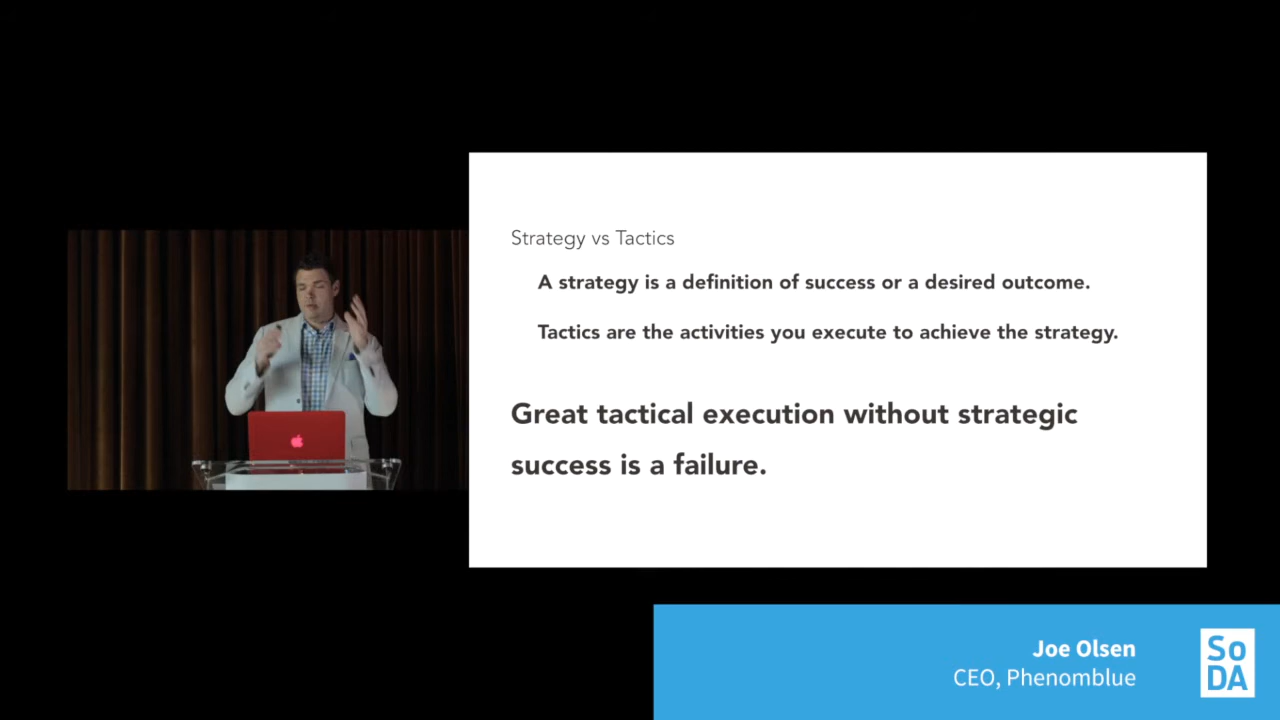 Strategy vs Tactics
A strategy is a definition of success or a desired outcome.
Tactics are the activities you execute to achieve the strategy.
Great tactical execution without strategic
success is a failure.
Joe Olsen
CEO, Phenomblue
So
DA